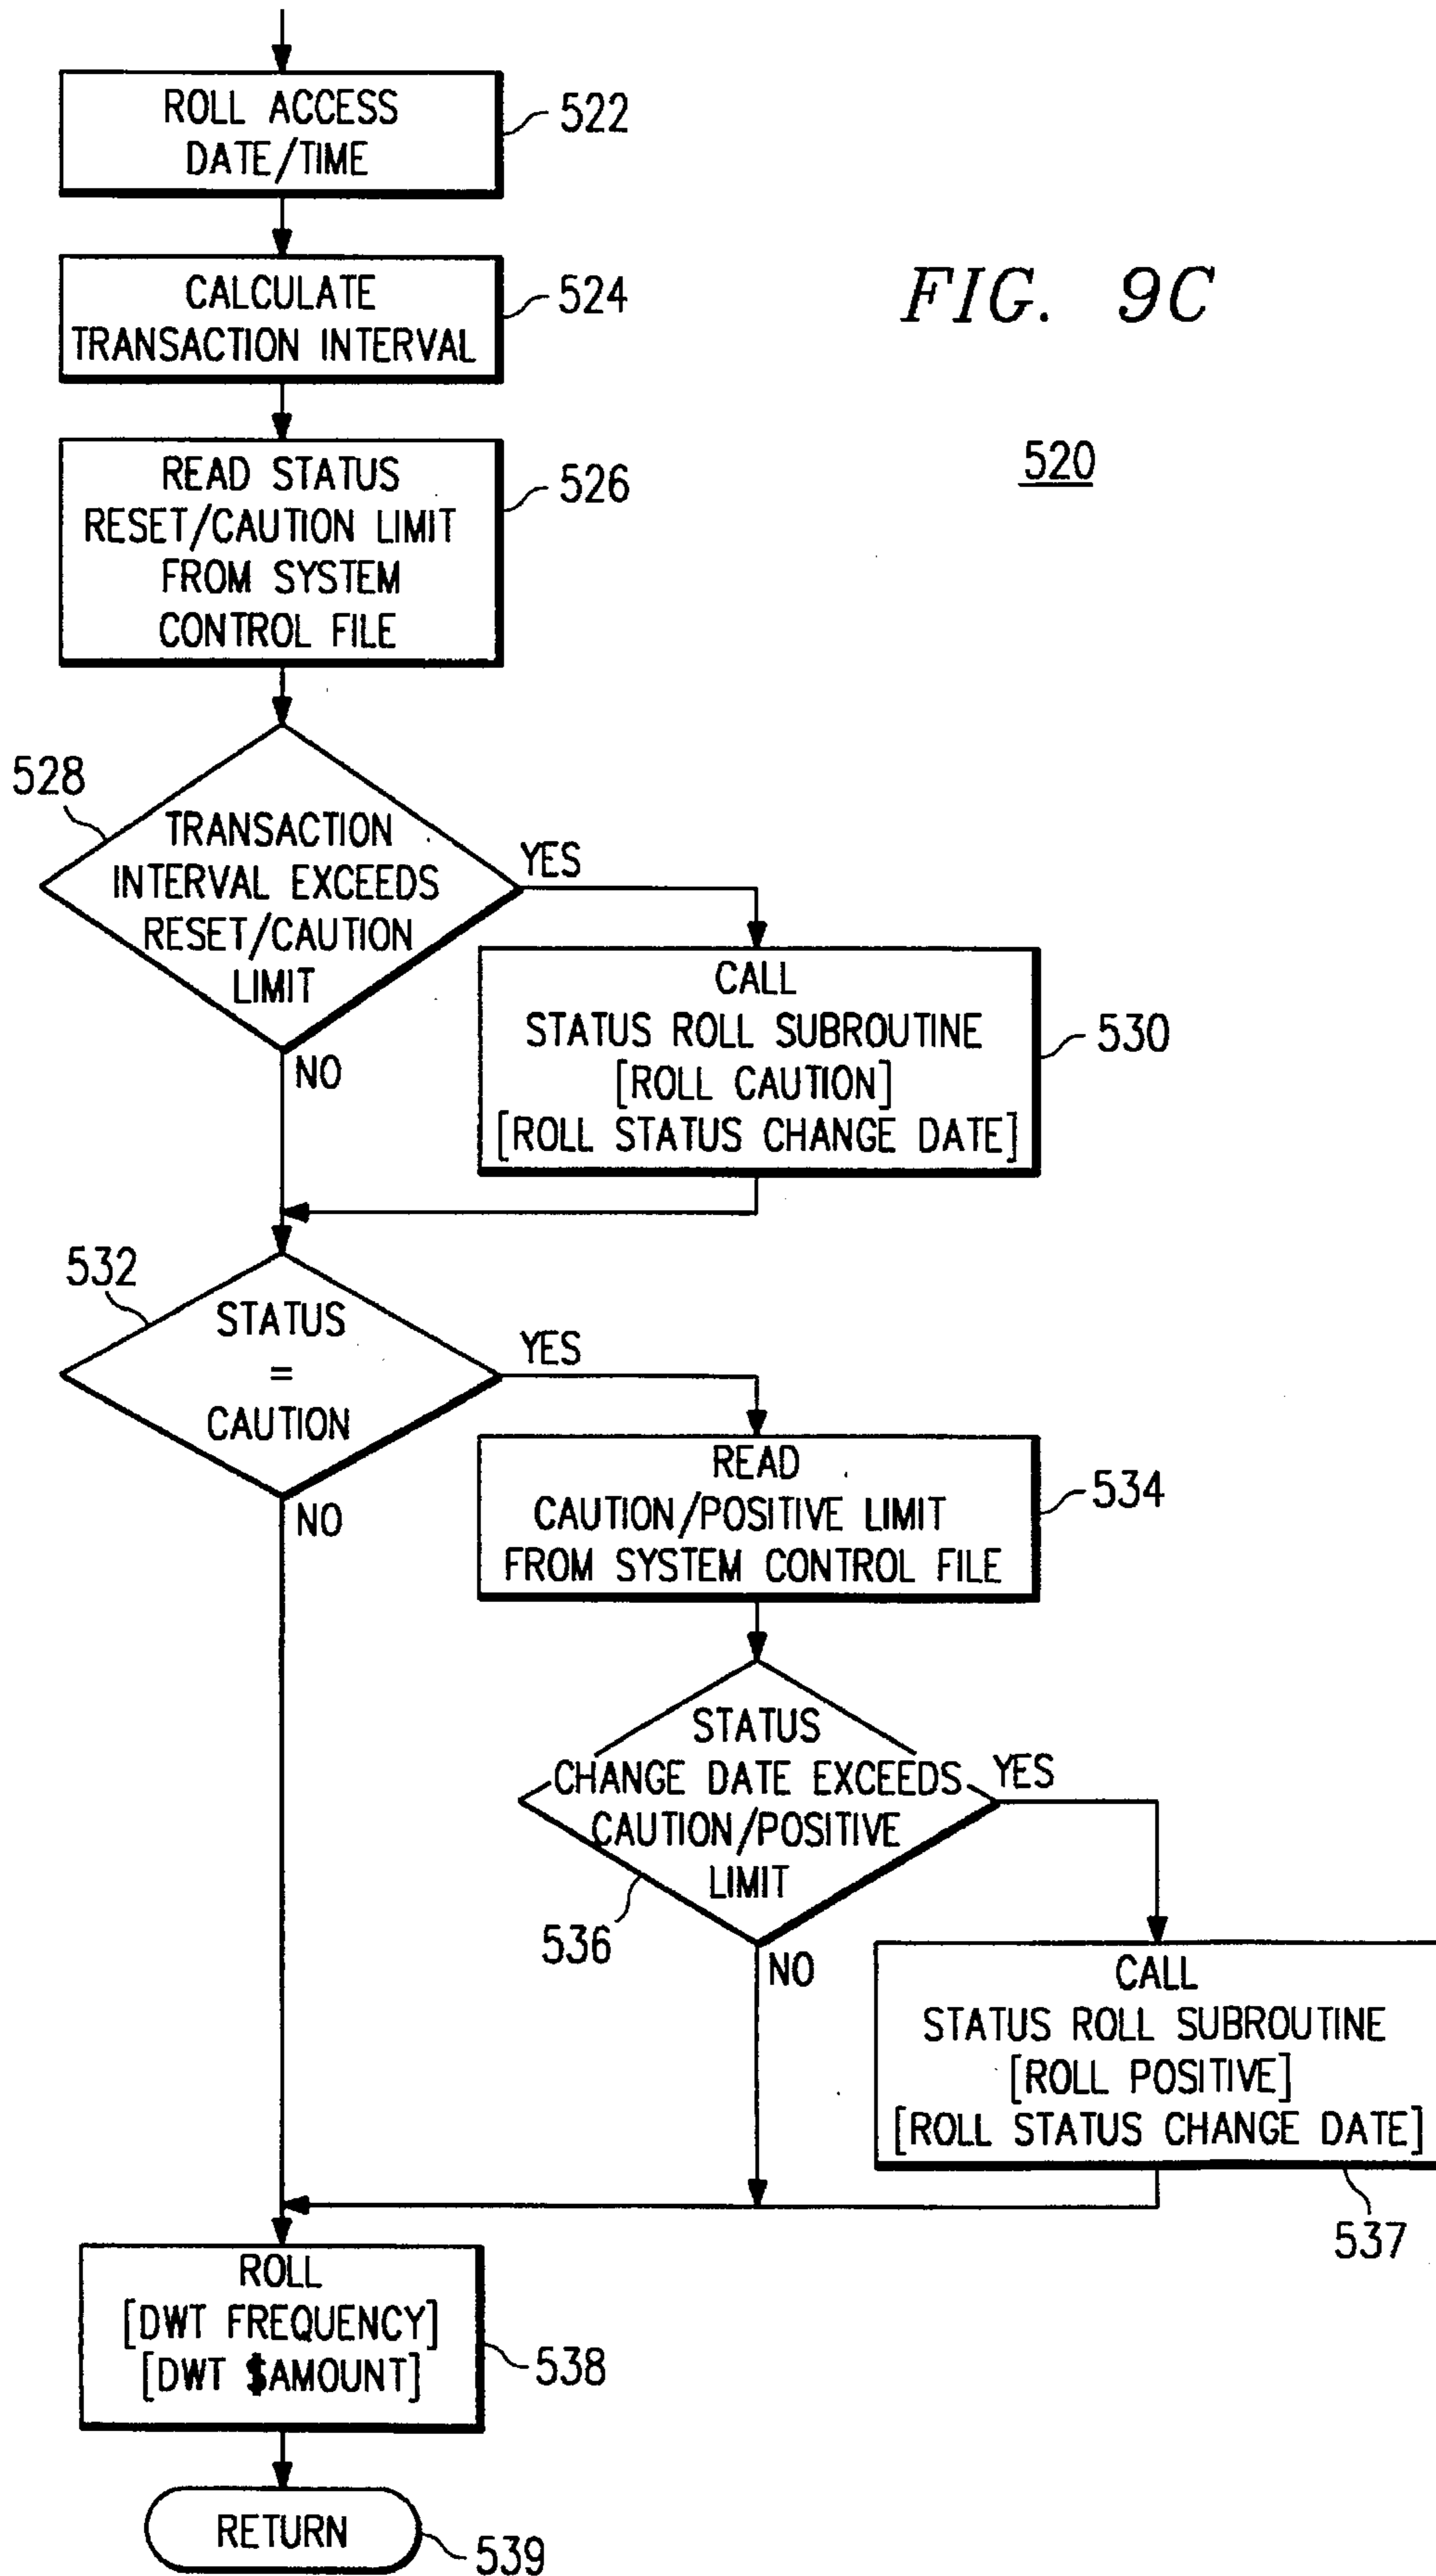 ROLL ACCESS
DATE/TIME
522
CALCULATE
TRANSACTION INTERVAL
524
FIG. 9C
520
READ STATUS
RESET/CAUTION LIMIT
FROM SYSTEM
CONTROL FILE
526
528
TRANSACTION
INTERVAL EXCEEDS
RESET/CAUTION
LIMIT
YES
NO
CALL
STATUS ROLL SUBROUTINE
[ROLL CAUTION]
[ROLL STATUS CHANGE DATE]
530
532
STATUS
=
CAUTION
YES
NO
READ
CAUTION/POSITIVE LIMIT
FROM SYSTEM CONTROL FILE
534
STATUS
CHANGE DATE EXCEEDS
CAUTION/POSITIVE
LIMIT
YES
536
NO
CALL
STATUS ROLL SUBROUTINE
[ROLL POSITIVE]
[ROLL STATUS CHANGE DATE]
537
ROLL
[DWT FREQUENCY]
[DWT $AMOUNT]
538
RETURN
539